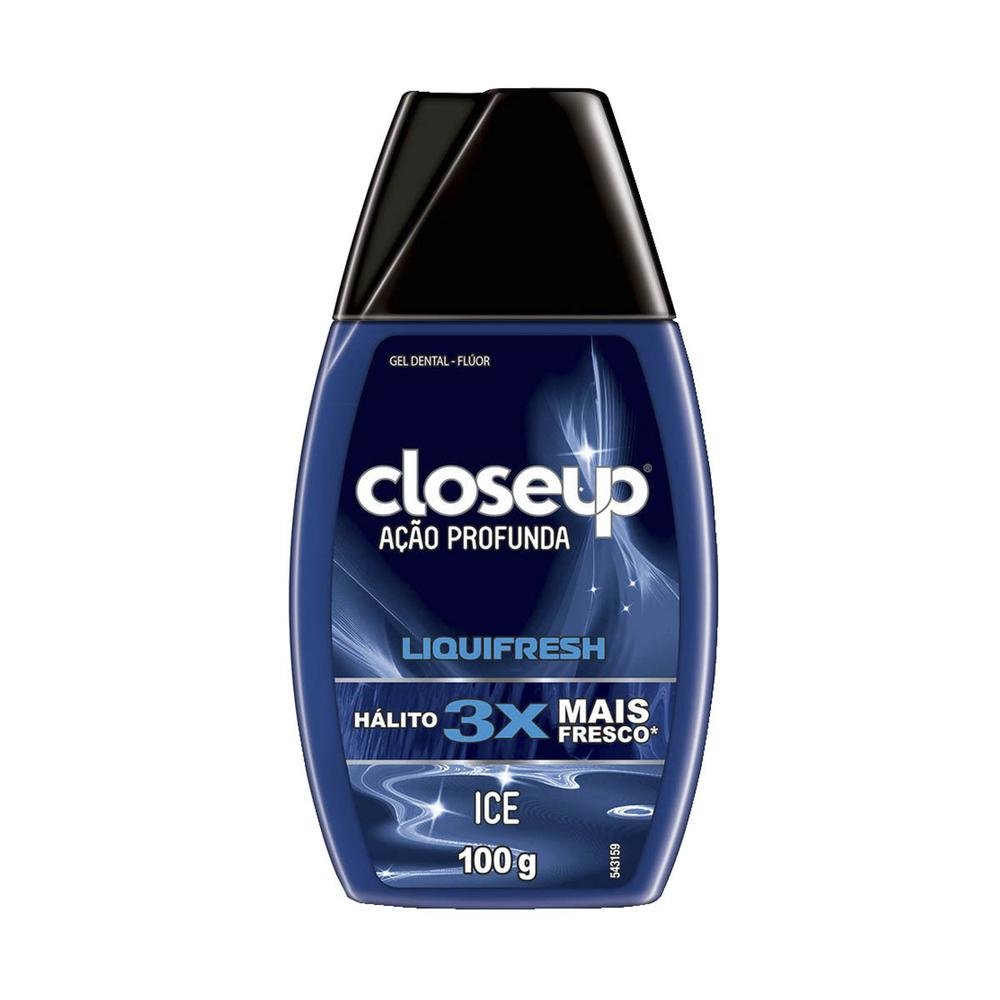 GEL DENTAL - FLÚOR
closeup®
AÇÃO PROFUNDA
LIQUIFRESH
HÁLITO 3X MAIS FRESCO*
ICE
100 g
543159